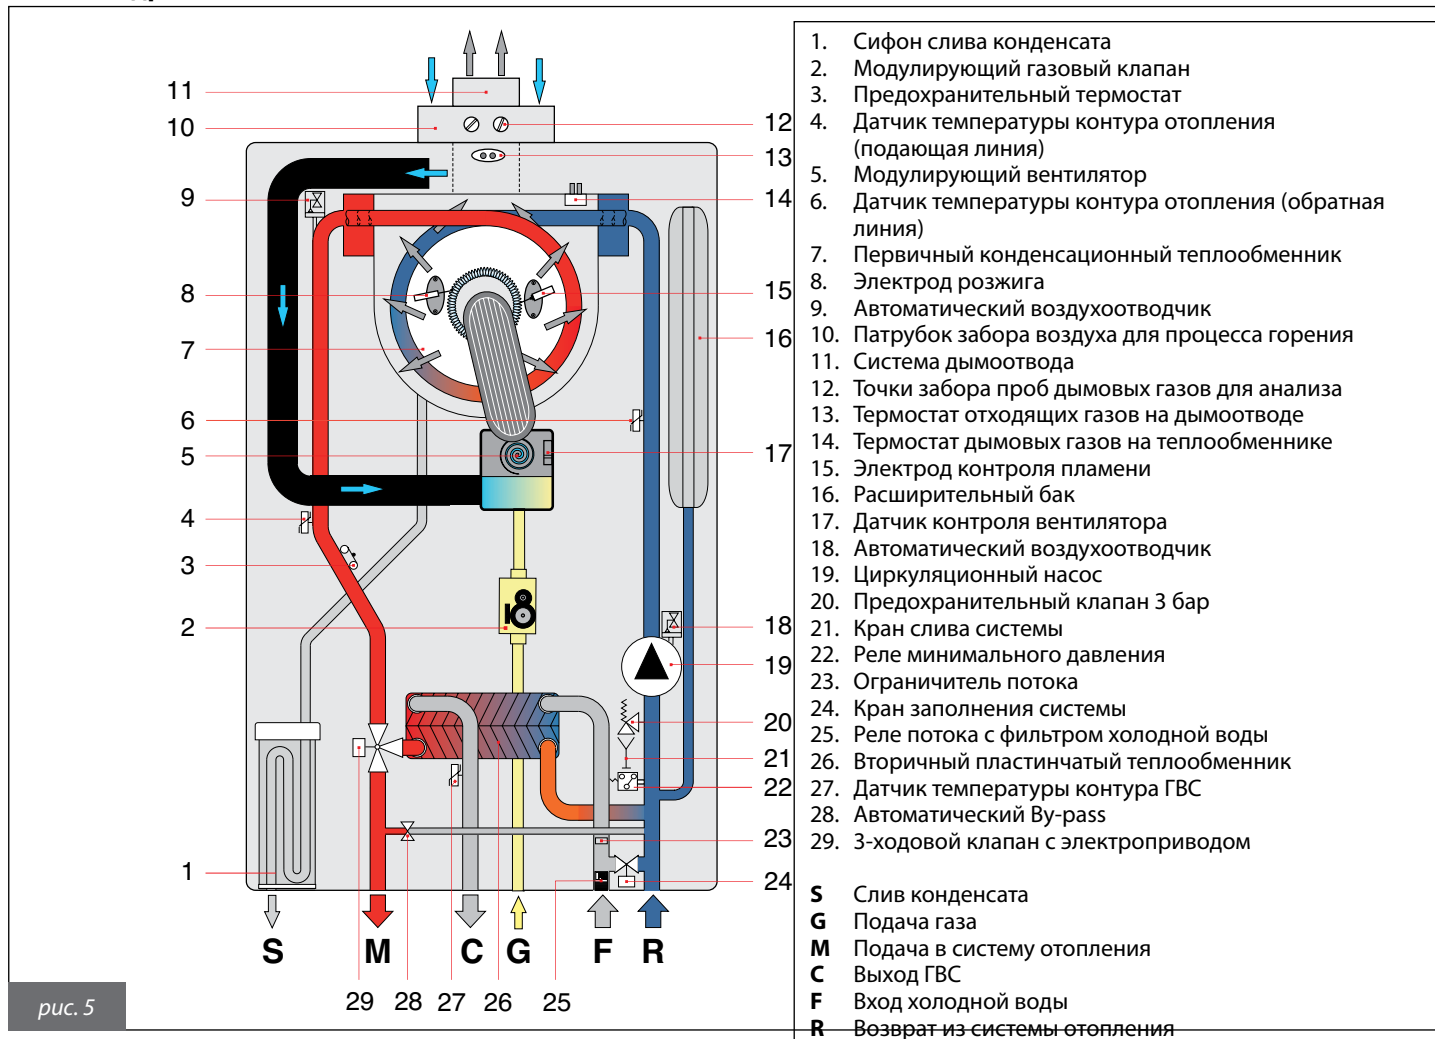 11
10
9
8
7
6
5
4
3
2
1
12
13
14
15
16
17
18
19
20
21
22
23
24
S M C G F R
29 28 27 26 25
рис. 5
1. Сифон слива конденсата
2. Модулирующий газовый клапан
3. Предохранительный термостат
4. Датчик температуры контура отопления
(подающая линия)
5. Модулирующий вентилятор
6. Датчик температуры контура отопления (обратная
линия)
7. Первичный конденсационный теплообменник
8. Электрод розжига
9. Автоматический воздухоотводчик
10. Патрубок забора воздуха для процесса горения
11. Система дымоотвода
12. Точки забора проб дымовых газов для анализа
13. Термостат отходящих газов на дымоотводе
14. Термостат дымовых газов на теплообменнике
15. Электрод контроля пламени
16. Расширительный бак
17. Датчик контроля вентилятора
18. Автоматический воздухоотводчик
19. Циркуляционный насос
20. Предохранительный клапан 3 бар
21. Кран слива системы
22. Реле минимального давления
23. Ограничитель потока
24. Кран заполнения системы
25. Реле потока с фильтром холодной воды
26. Вторичный пластинчатый теплообменник
27. Датчик температуры контура ГВС
28. Автоматический By-pass
29. 3-ходовой клапан с электроприводом
S Слив конденсата
G Подача газа
M Подача в систему отопления
C Выход ГВС
F Вход холодной воды
R Возврат из системы отопления